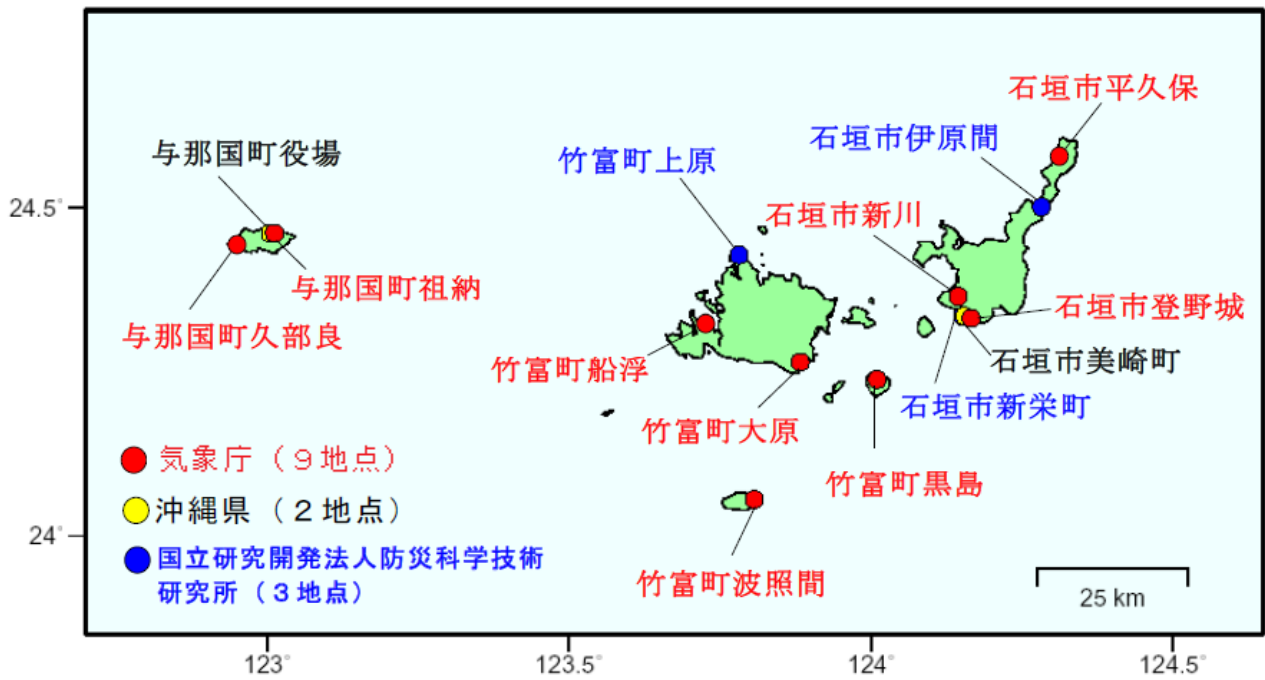 石垣市平久保
石垣市伊原間
与那国町役場
竹富町上原
24.5°
石垣市新川
与那国町祖納
石垣市登野城
与那国町久部良
石垣市美崎町
竹富町船浮
石垣市新栄町
竹富町大原
気象庁(9地点)
竹富町黒島
沖縄県(2地点)
24°
国立研究開発法人防災科学技術
研究所(3地点)
竹富町波照間
25 km
123°
123.5°
124°
124.5°